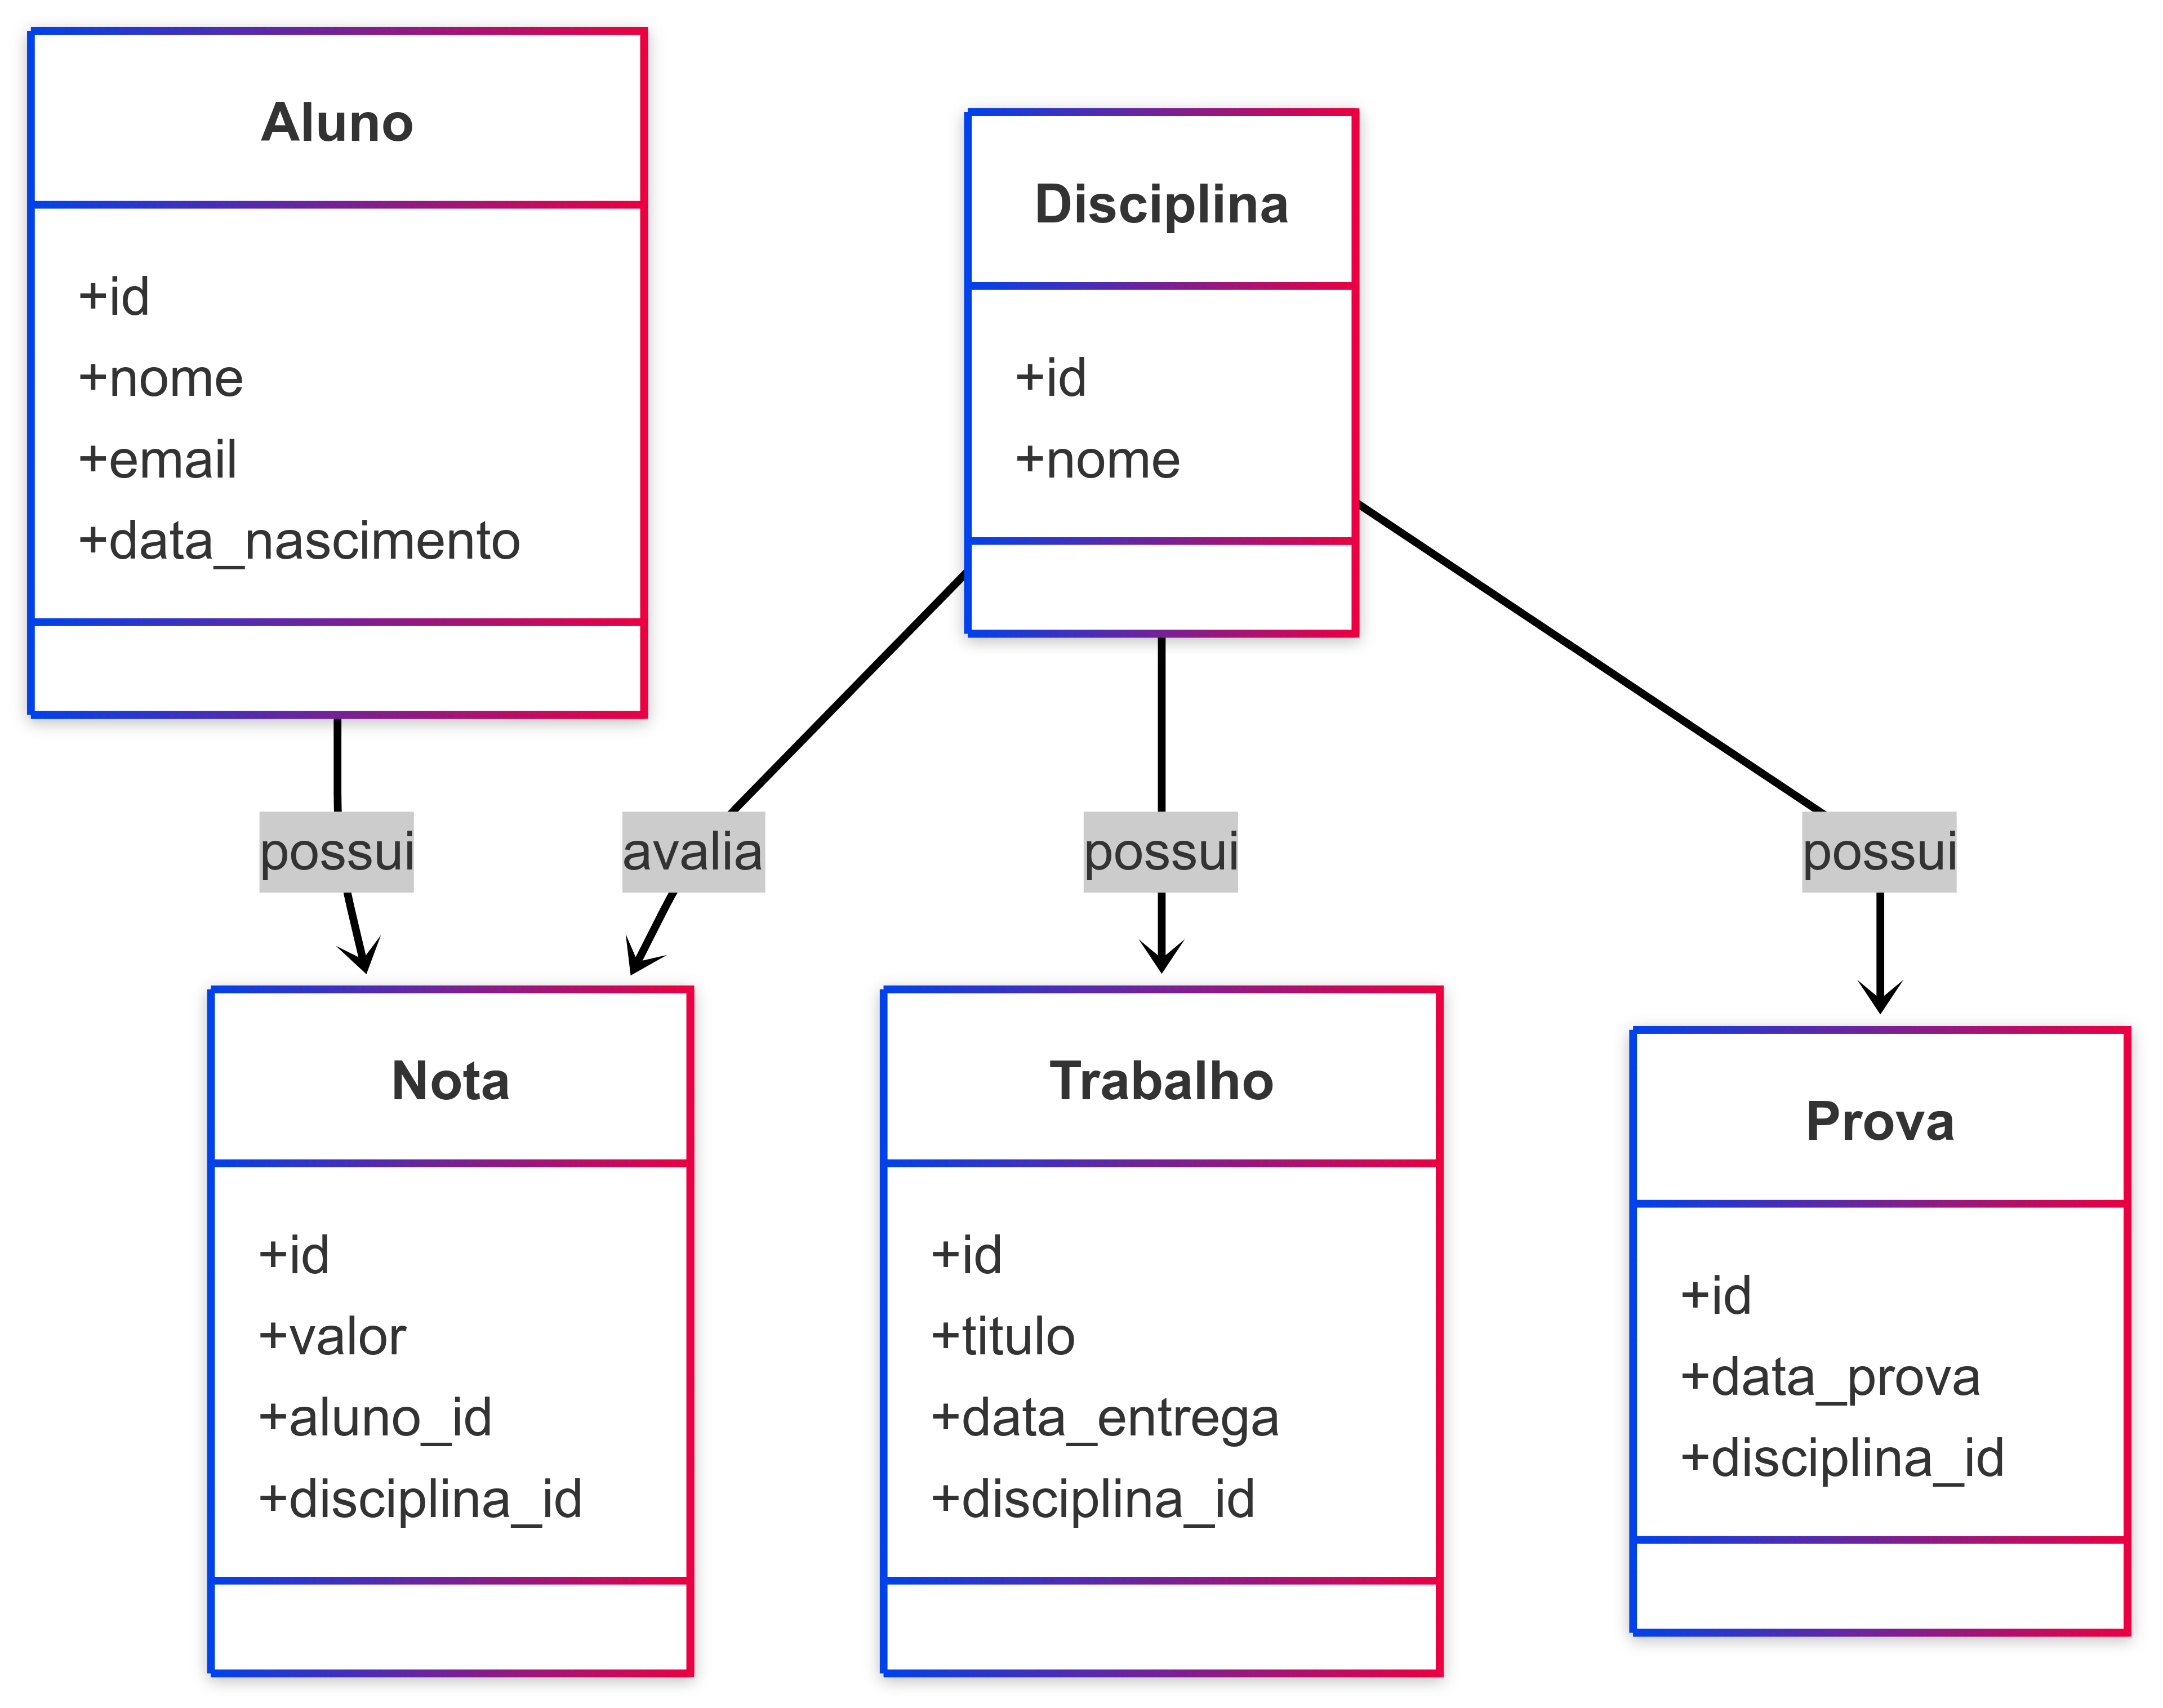 Aluno
+id
+nome
+email
+data_nascimento
Disciplina
+id
+nome
possui
avalia
possui
possui
Nota
+id
+valor
+aluno_id
+disciplina_id
Trabalho
+id
+titulo
+data_entrega
+disciplina_id
Prova
+id
+data_prova
+disciplina_id